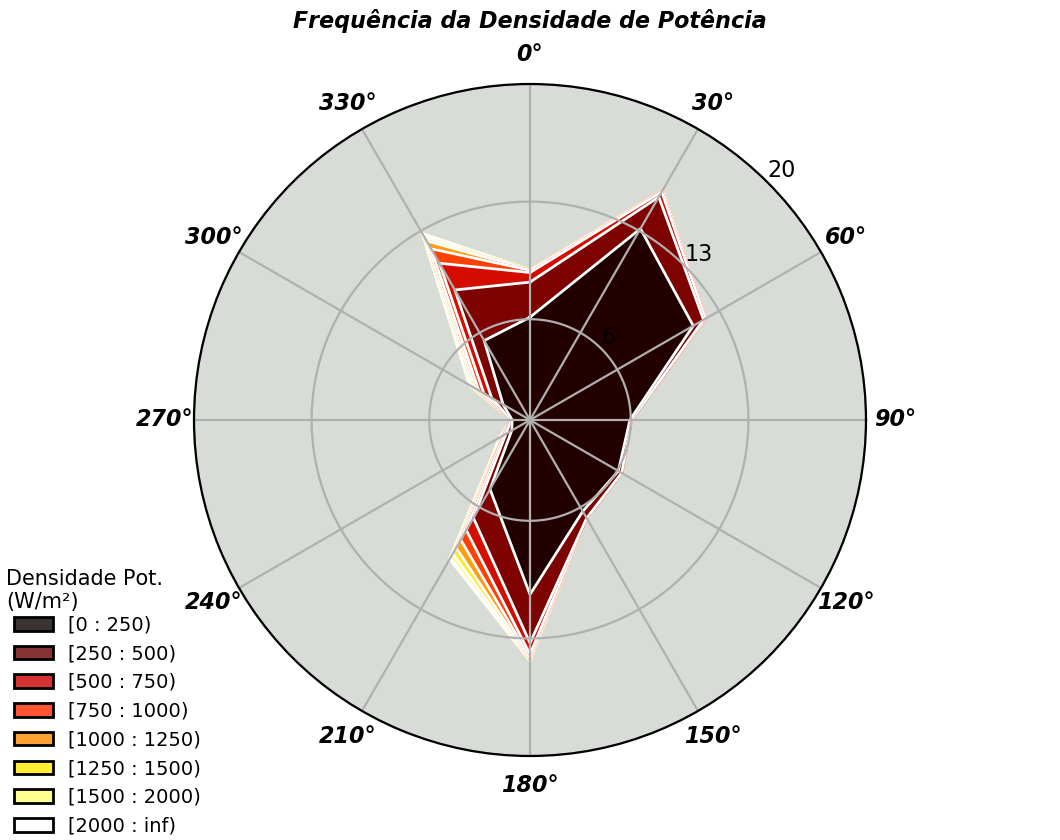 Frequência da Densidade de Potência
0°
330°
30°
20
300°
60°
13
6
270°
90°
240°
120°
210°
150°
180°
Densidade Pot.
(W/m²)
[0 : 250)
[250 : 500)
[500 : 750)
[750 : 1000)
[1000 : 1250)
[1250 : 1500)
[1500 : 2000)
[2000 : inf)